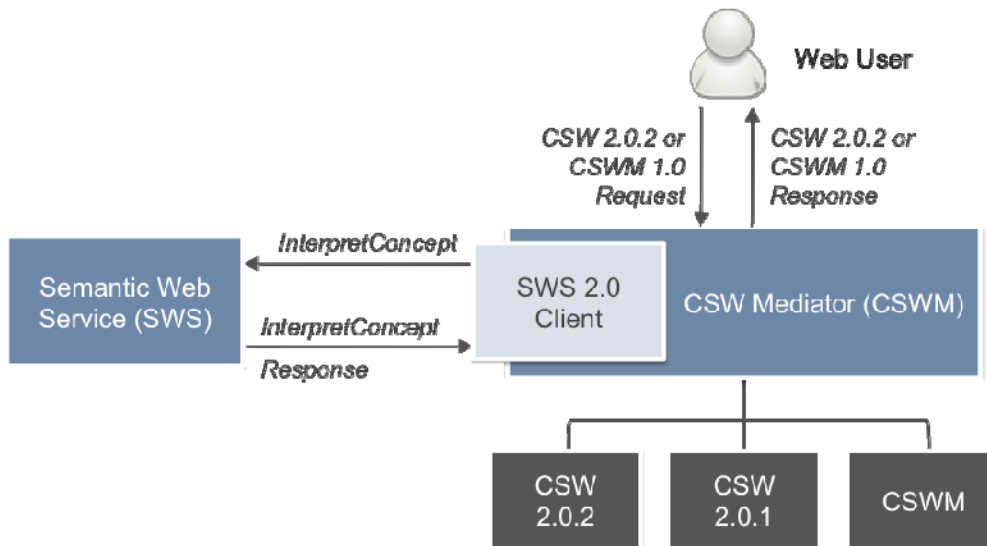 Web User
CSW 2.0.2 or
CSWM 1.0
Request
CSW 2.0.2 or
CSWM 1.0
Response
InterpretConcept
Semantic Web
Service (SWS)
InterpretConcept
Response
SWS 2.0
Client
CSW Mediator (CSWM)
CSW
2.0.2
CSW
2.0.1
CSWM